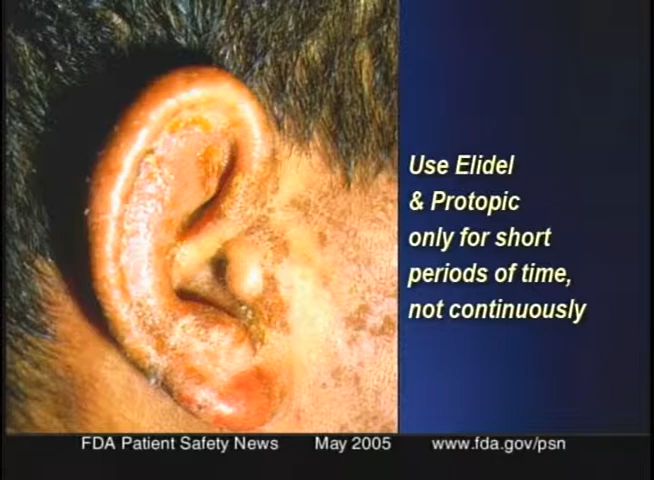 Use Elidel
& Protopic
only for short
periods of time,
not continuously
FDA Patient Safety News May 2005 www.fda.gov/psn